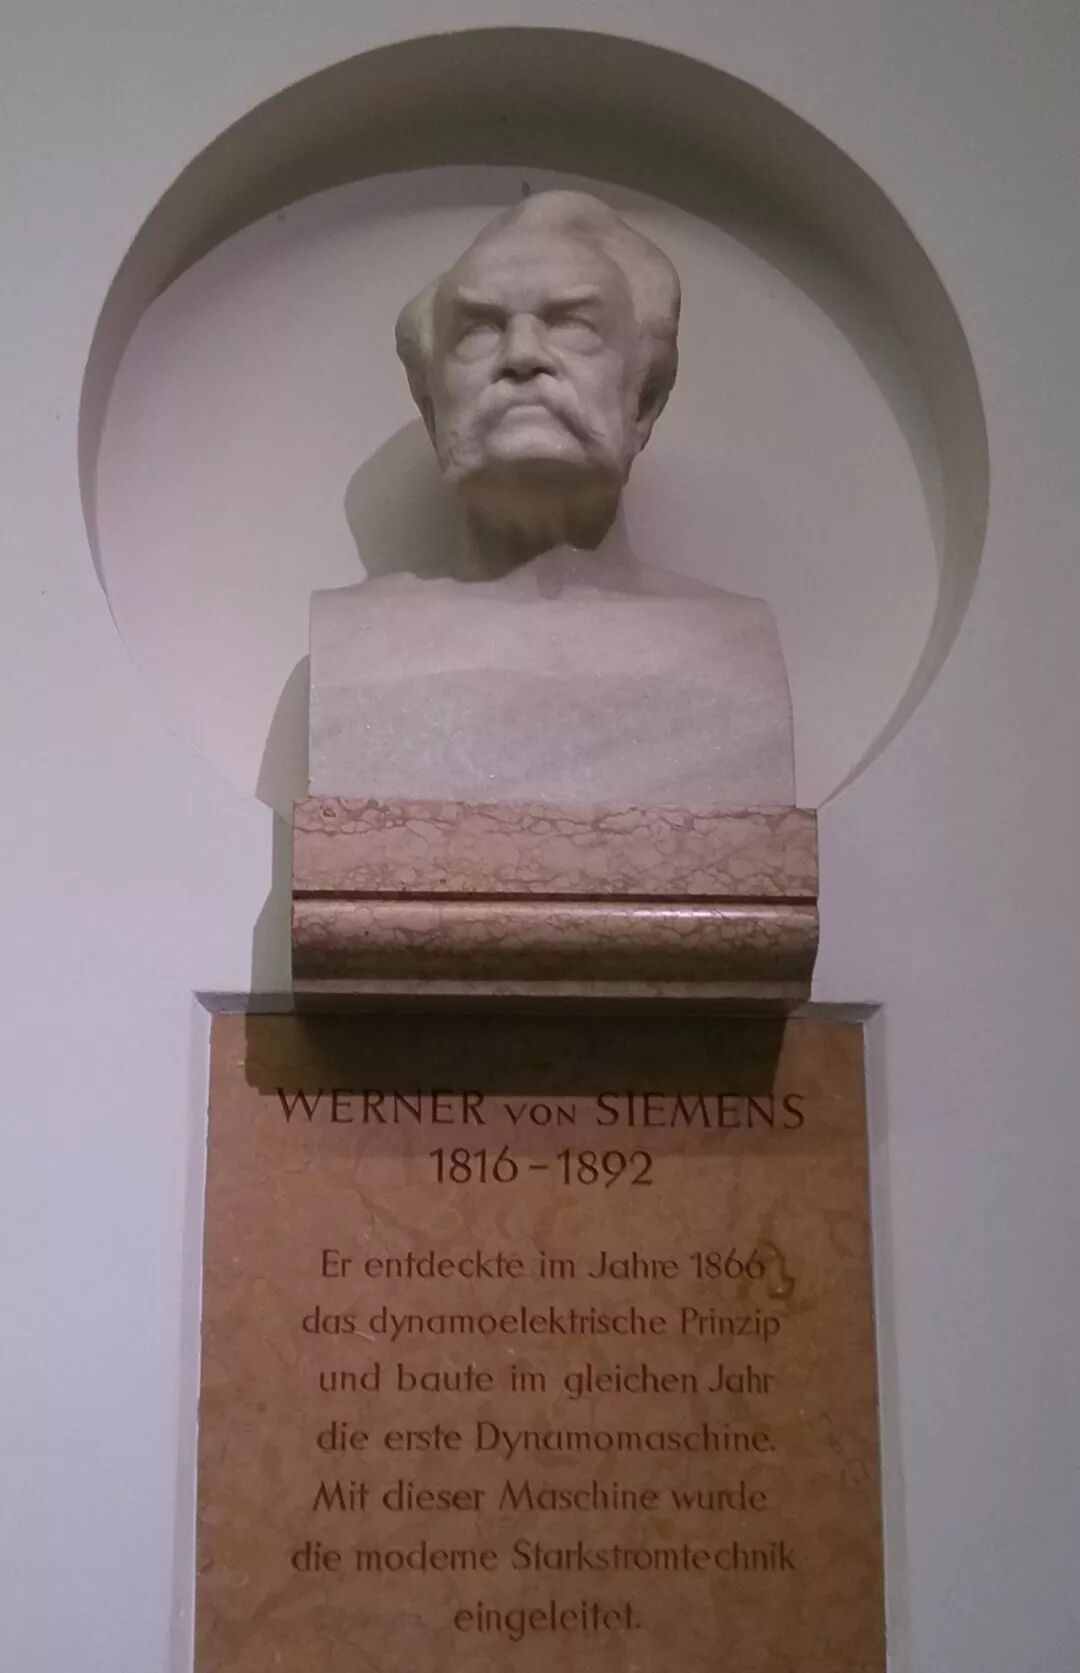 WERNER VON SIEMENS
1816-1892
Er entdeckte im Jahre 1866
das dynamoelektrische Prinzip
und baute im gleichen Jahr
die erste Dynamomaschine.
Mit dieser Maschine wurde
die moderne Starkstromtechnik
eingeleitet.